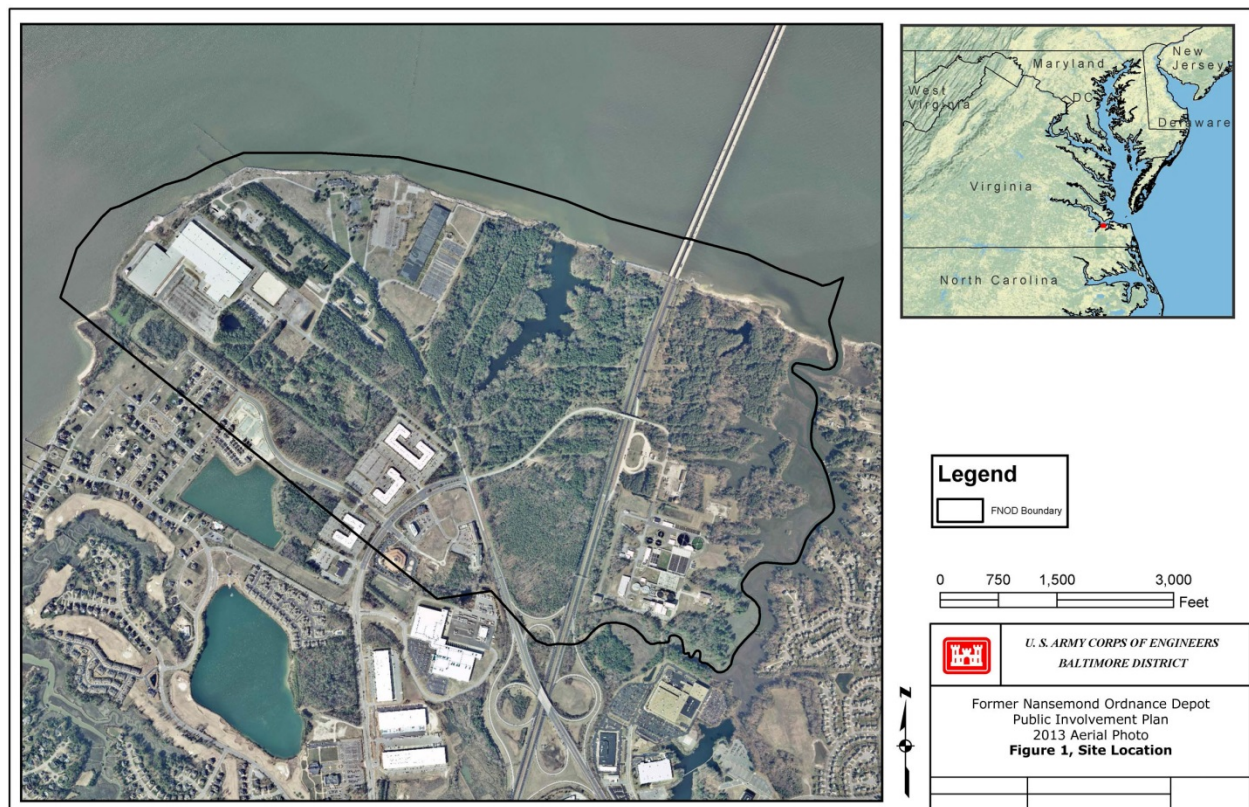 Maryland
New
Jersey
West
Virginia
DC
Delaware
Virginia
North Carolina
Legend
FNOD Boundary
0 750 1,500 3,000
Feet
U. S. ARMY CORPS OF ENGINEERS
BALTIMORE DISTRICT
N
Former Nansemond Ordnance Depot
Public Involvement Plan
2013 Aerial Photo
Figure 1, Site Location